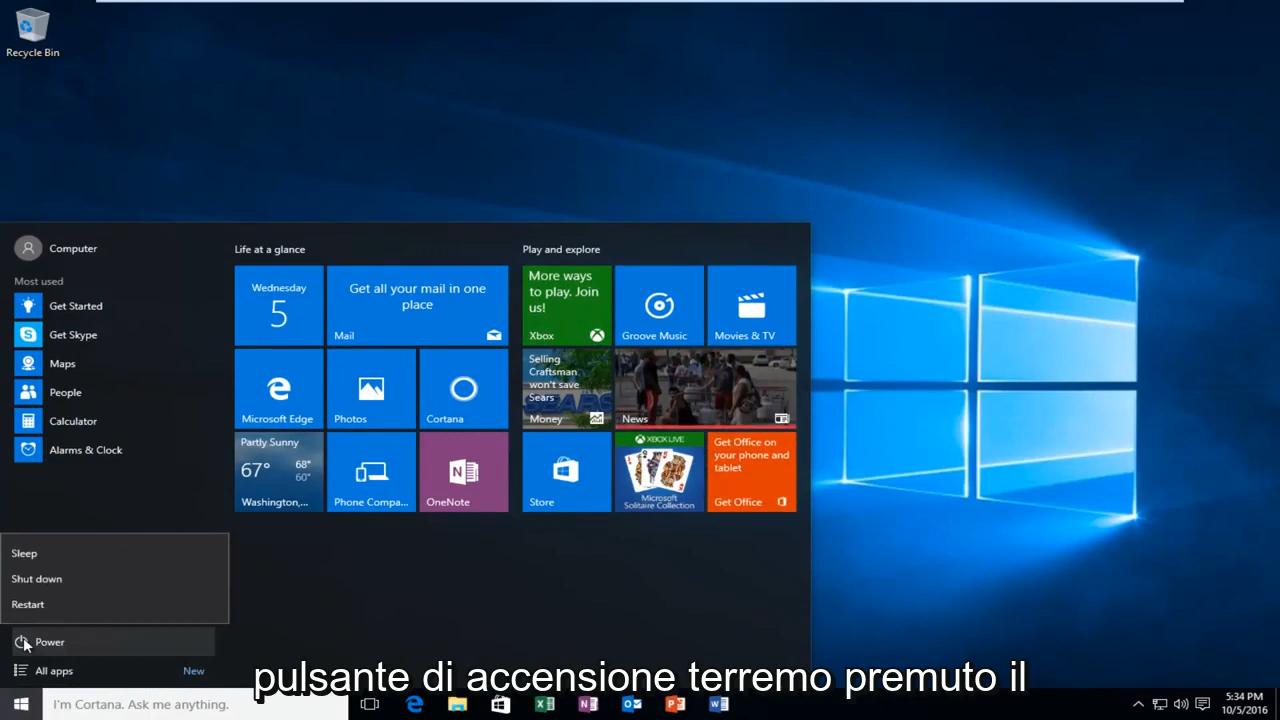 Recycle Bin
Computer
Most used
Get Started
Get Skype
Maps
People
Calculator
Alarms & Clock
Sleep
Shut down
Restart
Power
All apps
New
Life at a glance
Wednesday
5
Get all your mail in one
place
Mail
Microsoft Edge
Photos
Cortana
Partly Sunny
67°
68°
60°
Washington,...
Phone Compa...
OneNote
Play and explore
More ways
to play. Join
us!
Xbox
Groove Music
Movies & TV
Selling
Craftsman
won't save
Sears
SEARS
Money
News
Store
XBOX LIVE
Microsoft
Solitaire Collection
Get Office on
your phone and
tablet
Get Office
pulsante di accensione terremo premuto il
I'm Cortana. Ask me anything.
5:34 PM
10/5/2016